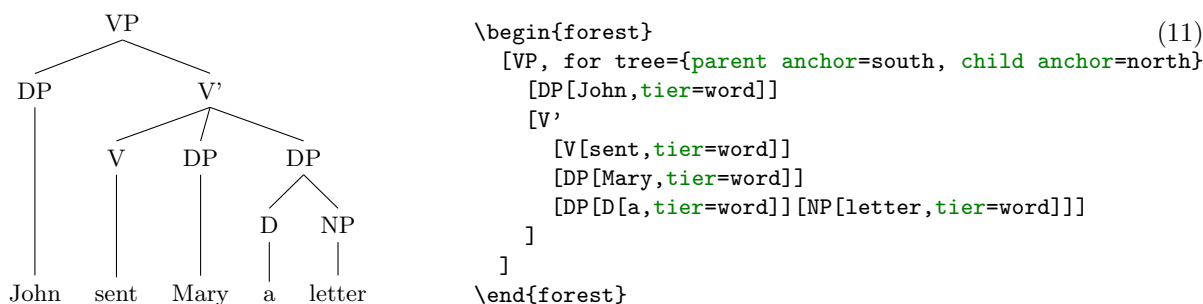 VP
DP V'
V DP DP
D NP
John sent Mary a letter
\begin{forest} (11)
[VP, for tree={parent anchor=south, child anchor=north}
[DP[John,tier=word]]
[V’
[V[sent,tier=word]]
[DP[Mary,tier=word]]
[DP[D[a,tier=word]][NP[letter,tier=word]]]
]
]
\end{forest}